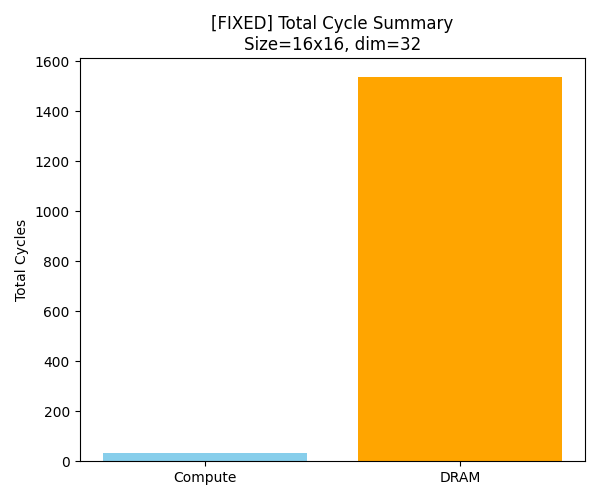 [FIXED] Total Cycle Summary
Size=16x16, dim=32
1600
1400
1200
1000
800
600
400
200
0
Total Cycles
Compute
DRAM